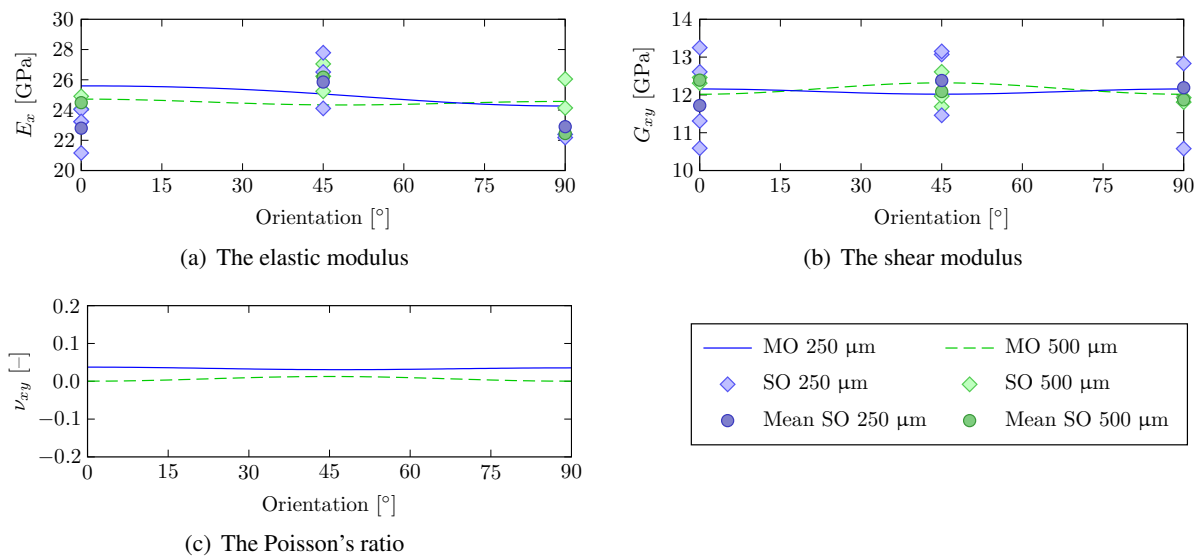 30
28
26
24
22
20
E_x [GPa]
0 15 30 45 60 75 90
Orientation [°]
(a) The elastic modulus
14
13
12
11
10
G_xy [GPa]
0 15 30 45 60 75 90
Orientation [°]
(b) The shear modulus
0.2
0.1
0.0
−0.1
−0.2
ν_xy [–]
0 15 30 45 60 75 90
Orientation [°]
(c) The Poisson's ratio
MO 250 μm MO 500 μm
SO 250 μm SO 500 μm
Mean SO 250 μm Mean SO 500 μm